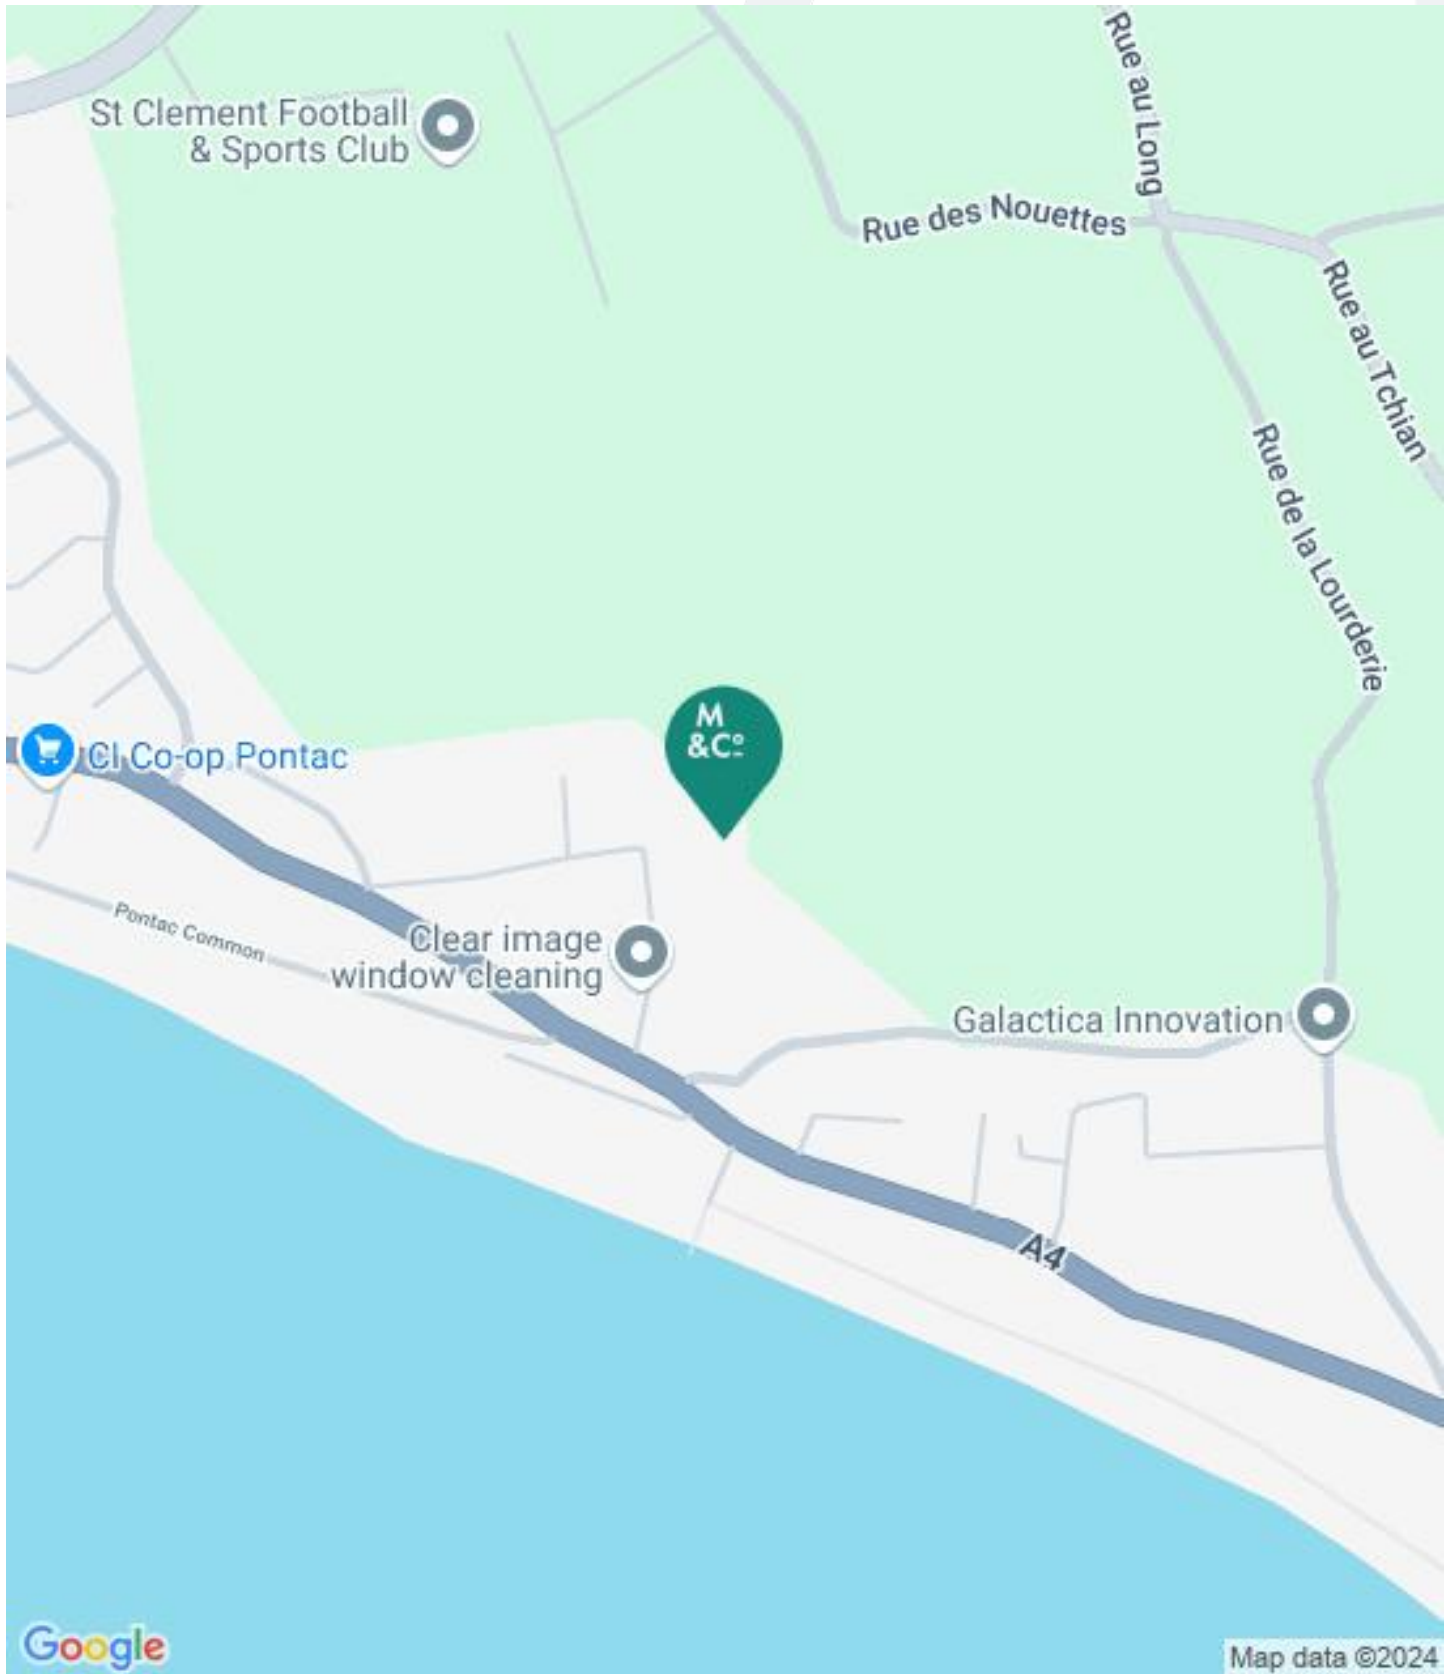 Rue au Long
St Clement Football
& Sports Club
Rue des Nouettes
Rue au Tchian
Rue de la Lourderie
M
&Cº
CI Co-op Pontac
Pontac Common
Clear image
window cleaning
Galactica Innovation
A4
Google
Map data ©2024